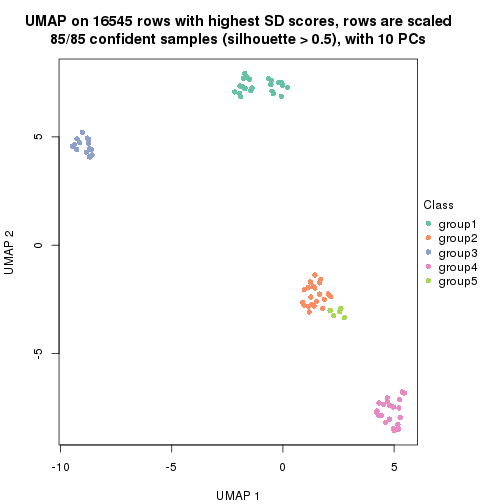 UMAP on 16545 rows with highest SD scores, rows are scaled
85/85 confident samples (silhouette > 0.5), with 10 PCs
5
0
-5
UMAP 2
-10
-5
0
5
UMAP 1
Class
group1
group2
group3
group4
group5